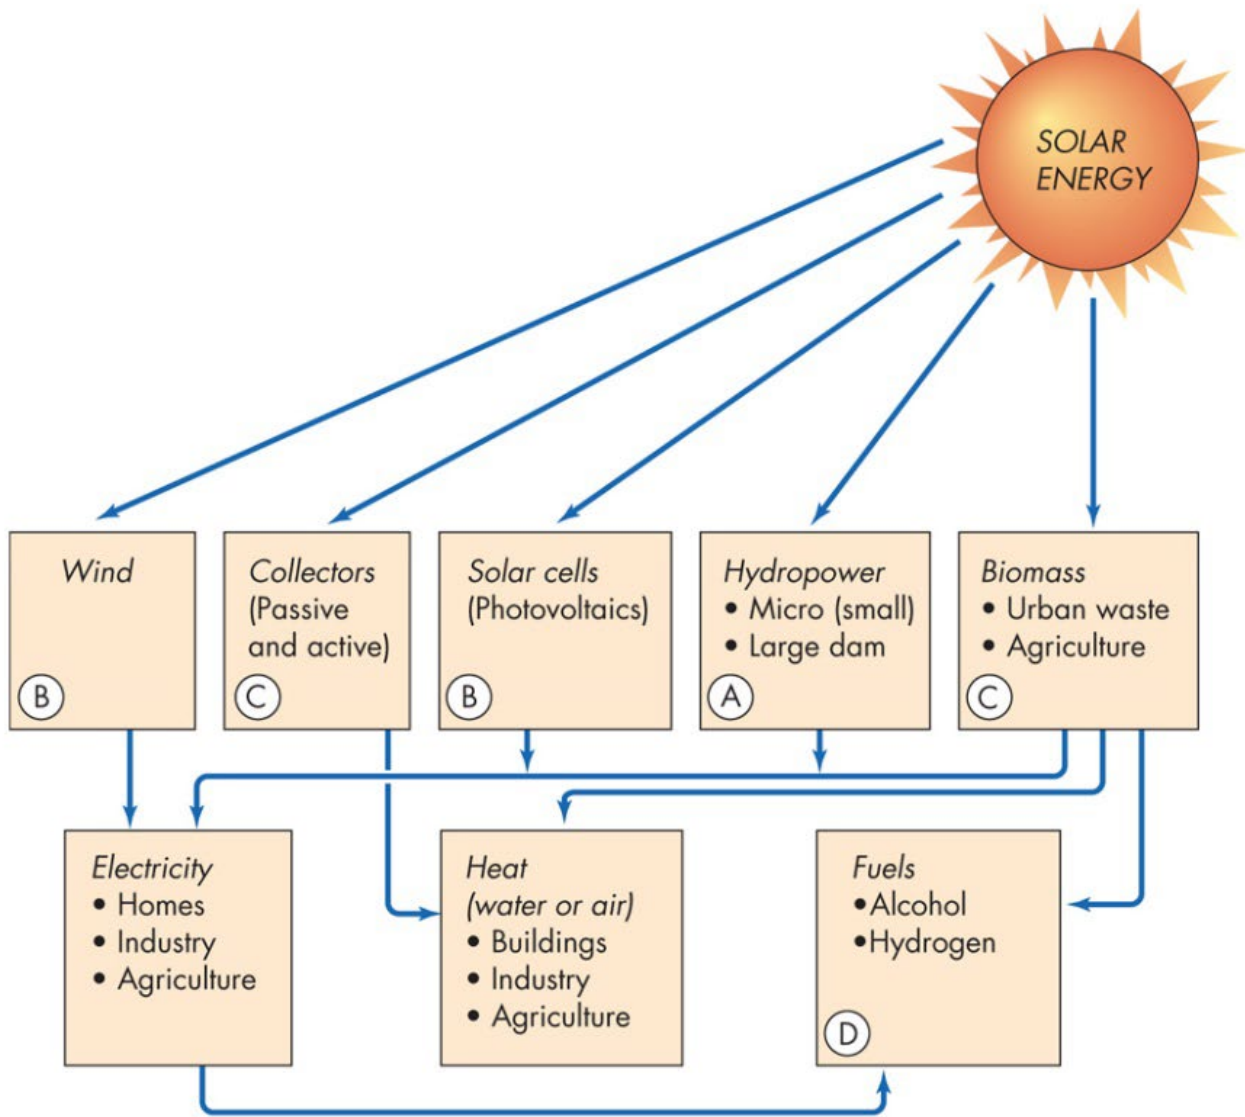 SOLAR
ENERGY
Wind
B
Collectors
(Passive
and active)
C
Solar cells
(Photovoltaics)
B
Hydropower
• Micro (small)
• Large dam
A
Biomass
• Urban waste
• Agriculture
C
Electricity
• Homes
• Industry
• Agriculture
Heat
(water or air)
• Buildings
• Industry
• Agriculture
Fuels
•Alcohol
•Hydrogen
D